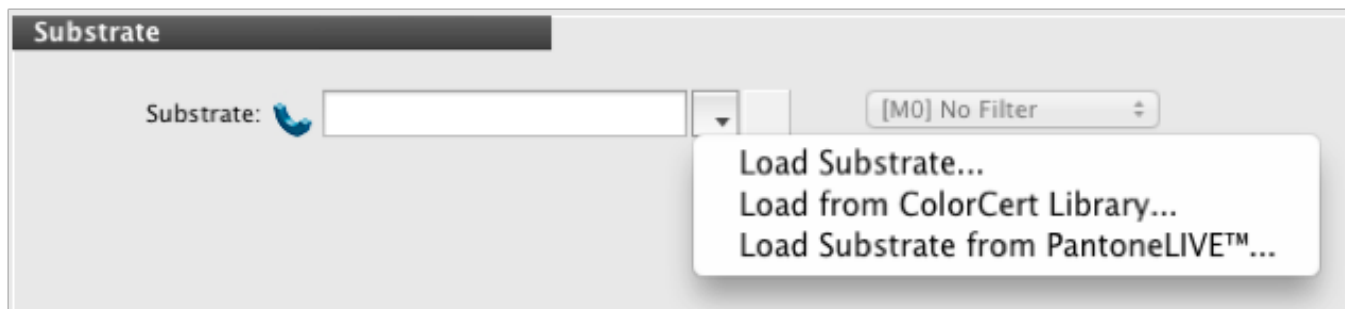 Substrate
Substrate:
[M0] No Filter
Load Substrate...
Load from ColorCert Library...
Load Substrate from PantoneLIVE™...